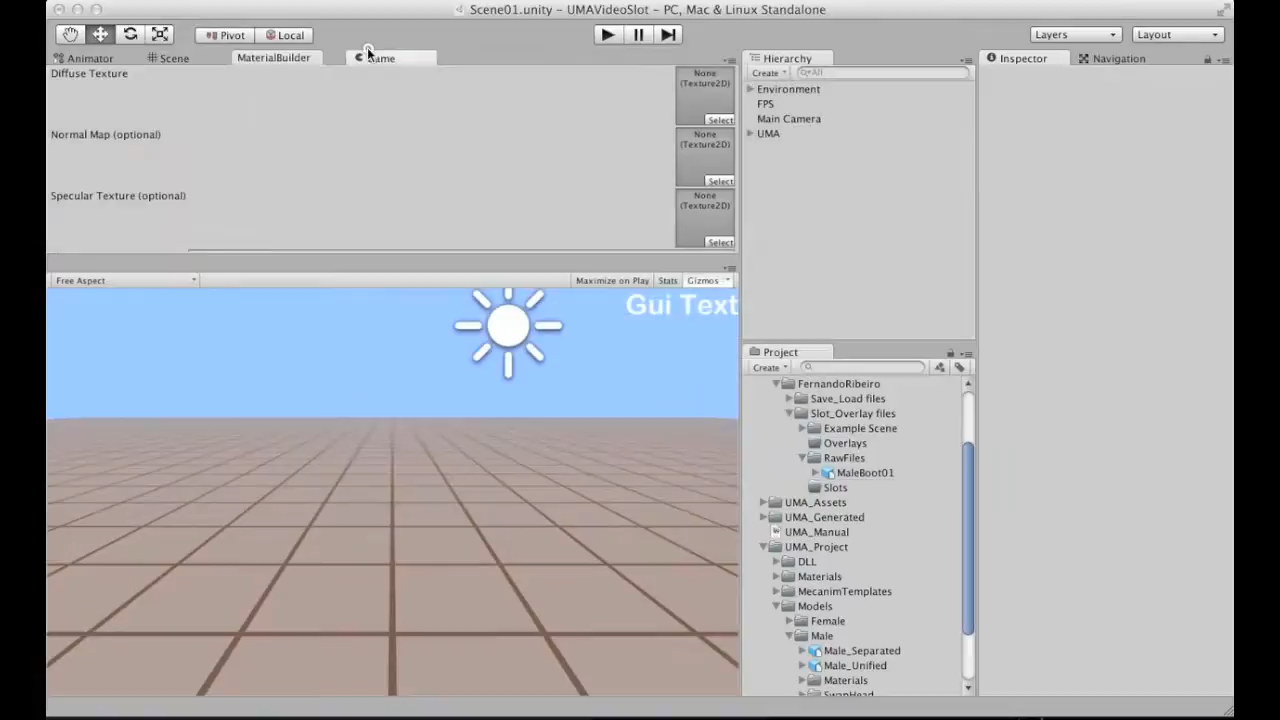 Scene01.unity - UMAVideoSlot - PC, Mac & Linux Standalone
Pivot Local Layers Layout
Animator Scene MaterialBuilder Game Hierarchy Inspector Navigation
Create All
Diffuse Texture
None
(Texture2D)
Select
Normal Map (optional)
None
(Texture2D)
Select
Specular Texture (optional)
None
(Texture2D)
Select
Environment
FPS
Main Camera
UMA
Free Aspect Maximize on Play Stats Gizmos
Gui Text
Project
Create
FernandoRibeiro
Save_Load files
Slot_Overlay files
Example Scene
Overlays
RawFiles
MaleBoot01
Slots
UMA_Assets
UMA_Generated
UMA_Manual
UMA_Project
DLL
Materials
MecanimTemplates
Models
Female
Male
Male_Separated
Male_Unified
Materials
SwapHead